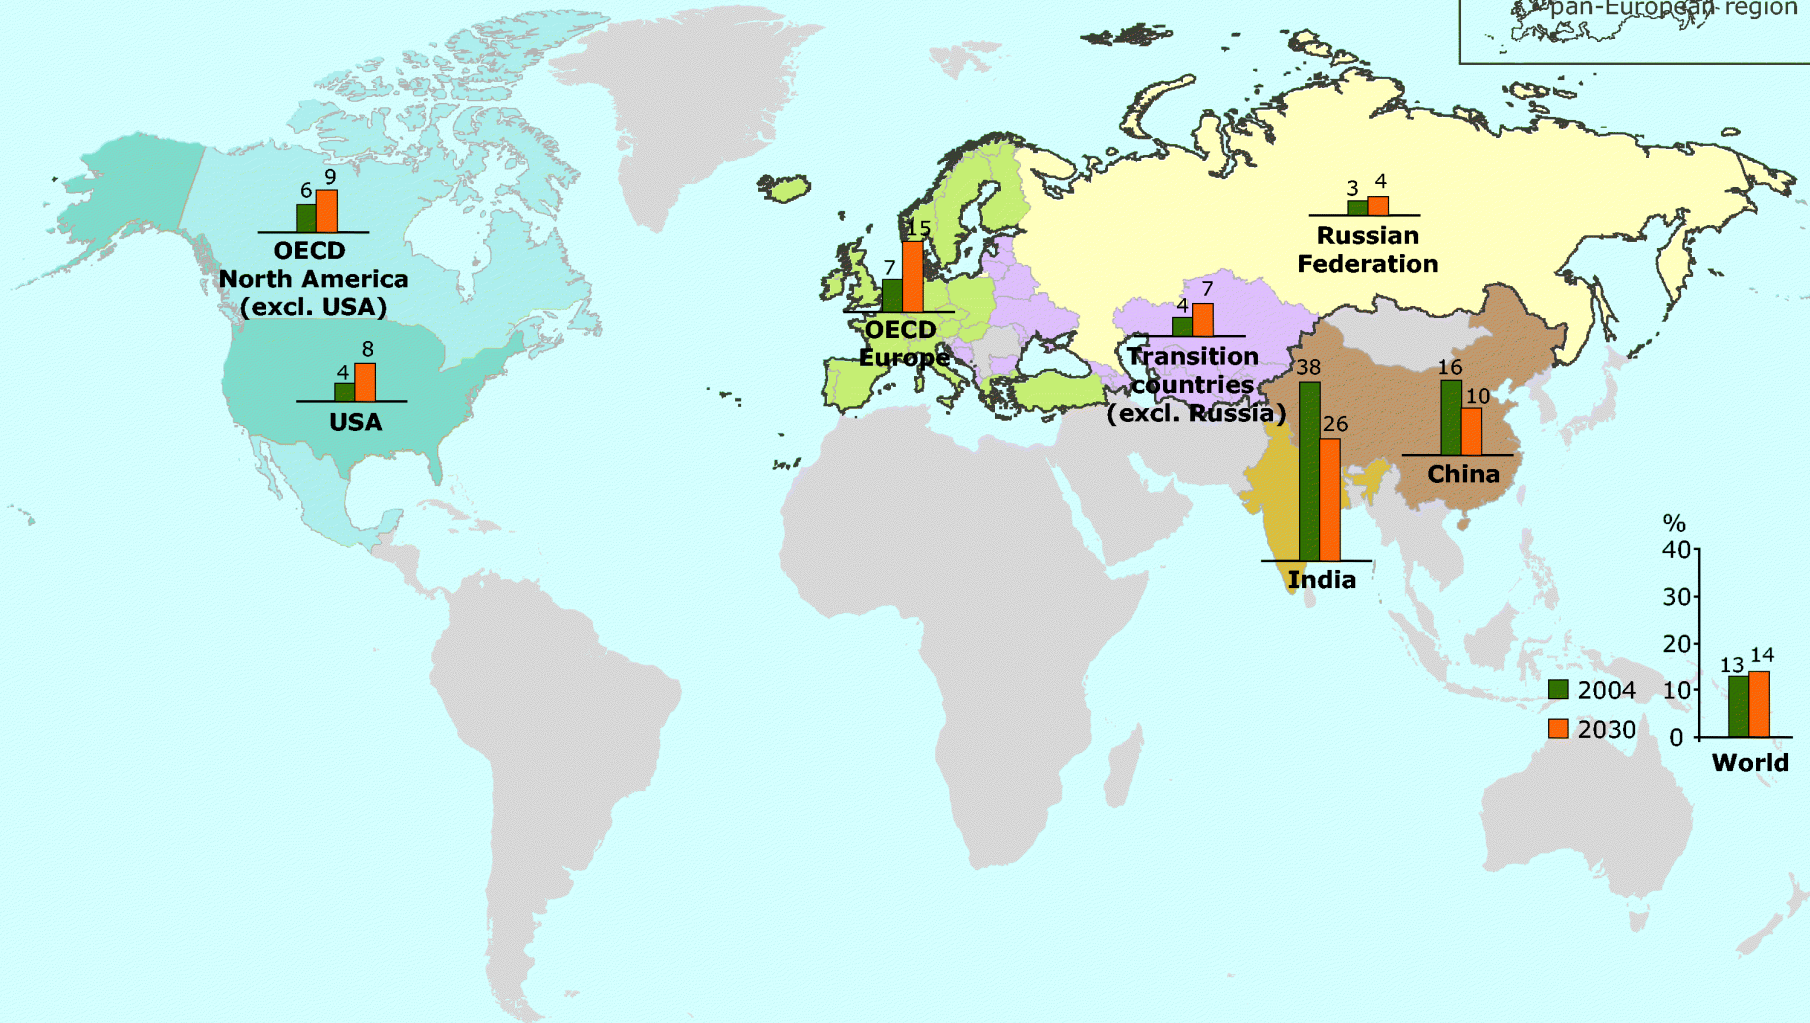 pan-European region
6 9
OECD
North America
(excl. USA)
4 8
USA
7 15
OECD
Europe
3 4
Russian
Federation
4 7
Transition
countries
(excl. Russia)
38 26
India
16 10
China
%
40
30
20
10
0
13 14
World
2004
2030